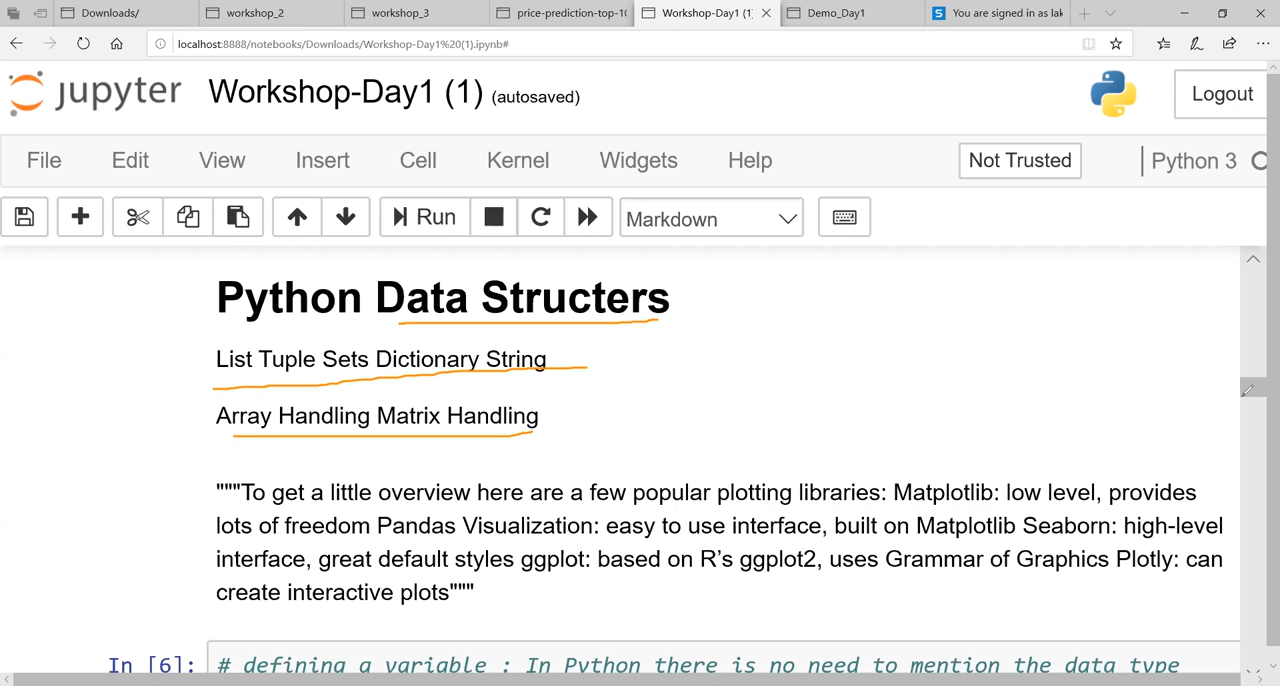 Downloads/
workshop_2
workshop_3
price-prediction-top-10
Workshop-Day1 (1)
Demo_Day1
You are signed in as lak
localhost:8888/notebooks/Downloads/Workshop-Day1%20(1).ipynb#
jupyter Workshop-Day1 (1) (autosaved)
Logout
File Edit View Insert Cell Kernel Widgets Help Not Trusted Python 3
Run Markdown
Python Data Structers
List Tuple Sets Dictionary String
Array Handling Matrix Handling
"""To get a little overview here are a few popular plotting libraries: Matplotlib: low level, provides
lots of freedom Pandas Visualization: easy to use interface, built on Matplotlib Seaborn: high-level
interface, great default styles ggplot: based on R’s ggplot2, uses Grammar of Graphics Plotly: can
create interactive plots"""
In [6]: # defining a variable : In Python there is no need to mention the data type